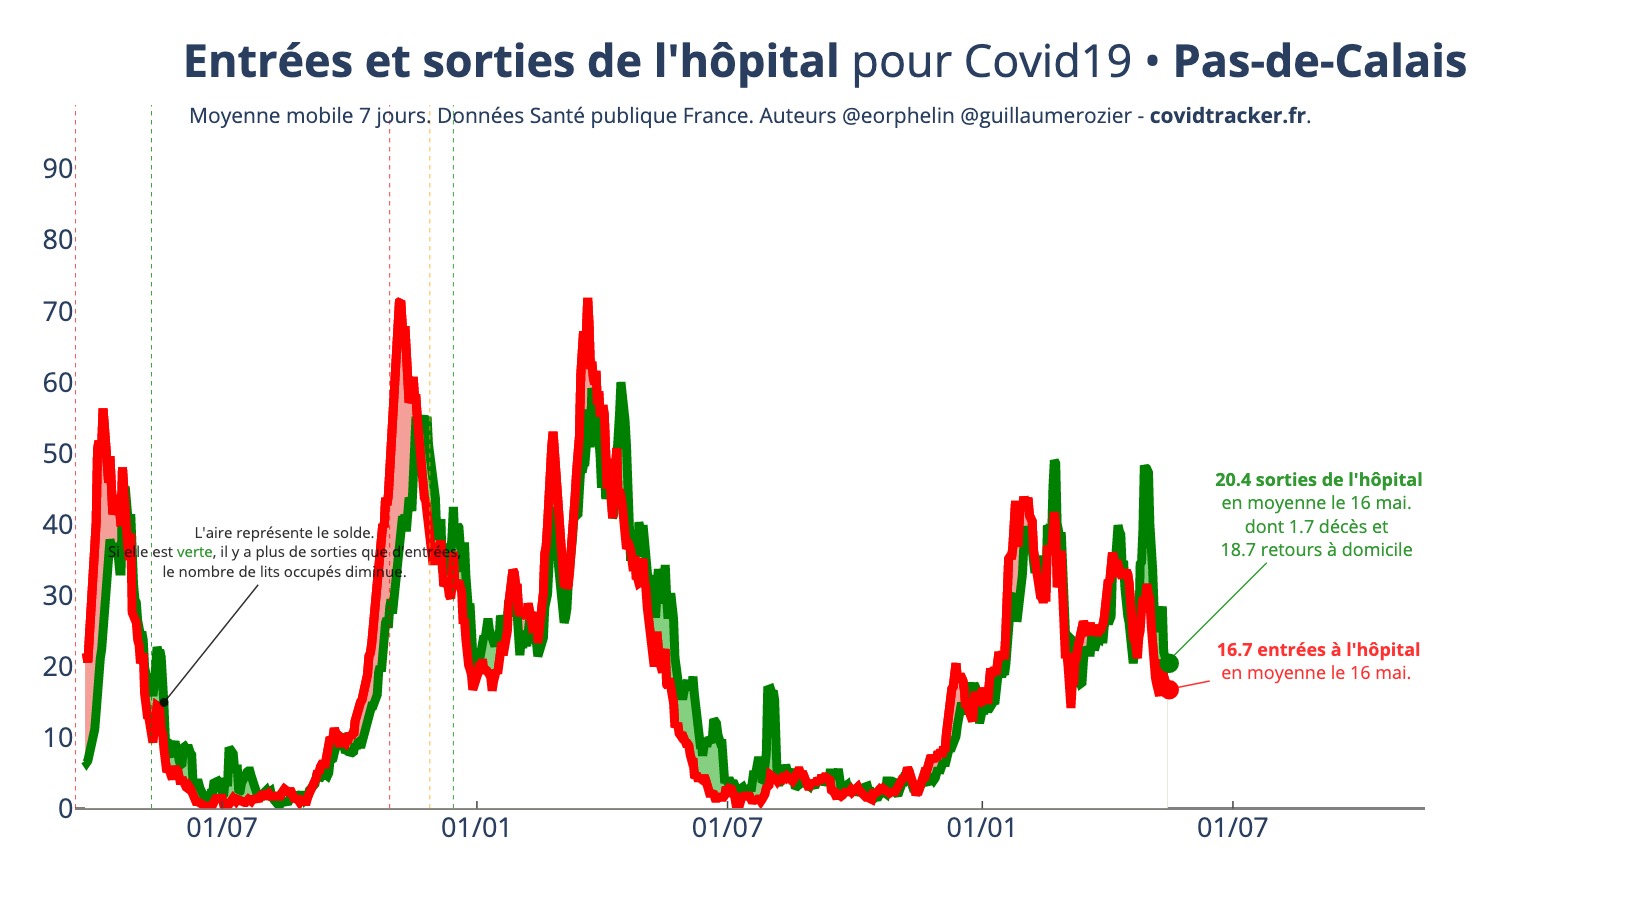 Entrées et sorties de l'hôpital pour Covid19 • Pas-de-Calais
Moyenne mobile 7 jours. Données Santé publique France. Auteurs @eorphelin @guillaumerozier - covidtracker.fr.
90
80
70
60
50
40
30
20
10
0
L'aire représente le solde.
Si elle est verte, il y a plus de sorties que d'entrées,
le nombre de lits occupés diminue.
20.4 sorties de l'hôpital
en moyenne le 16 mai.
dont 1.7 décès et
18.7 retours à domicile
16.7 entrées à l'hôpital
en moyenne le 16 mai.
01/07
01/01
01/07
01/01
01/07